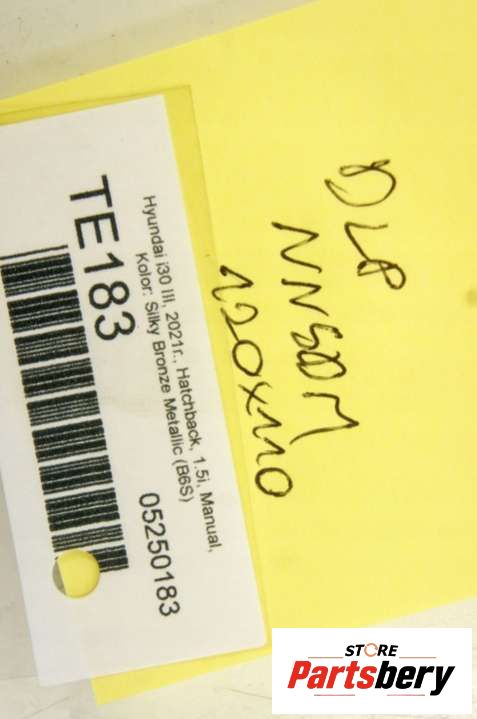 Hyundai i30 III, 2021r., Hatchback, 1.5i, Manual,
Kolor: Silky Bronze Metallic (B6S)
TE183
05250183
DLP
120x110
STORE
Partsbery